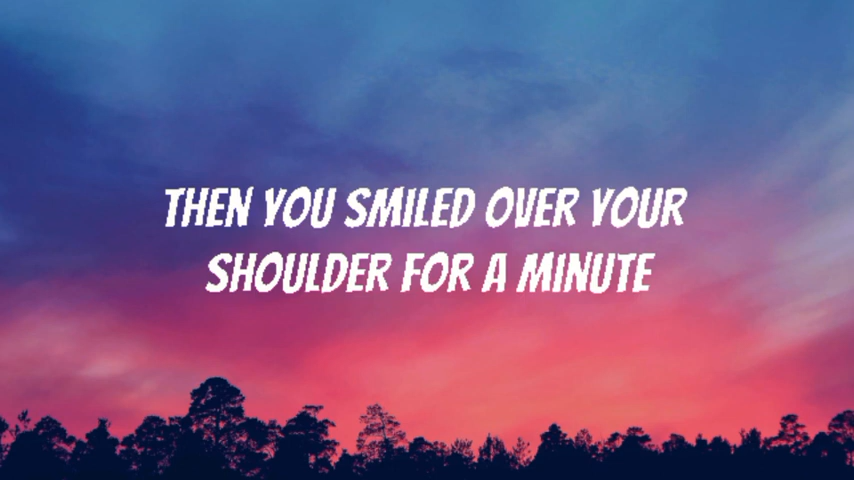 THEN YOU SMILED OVER YOUR
SHOULDER FOR A MINUTE